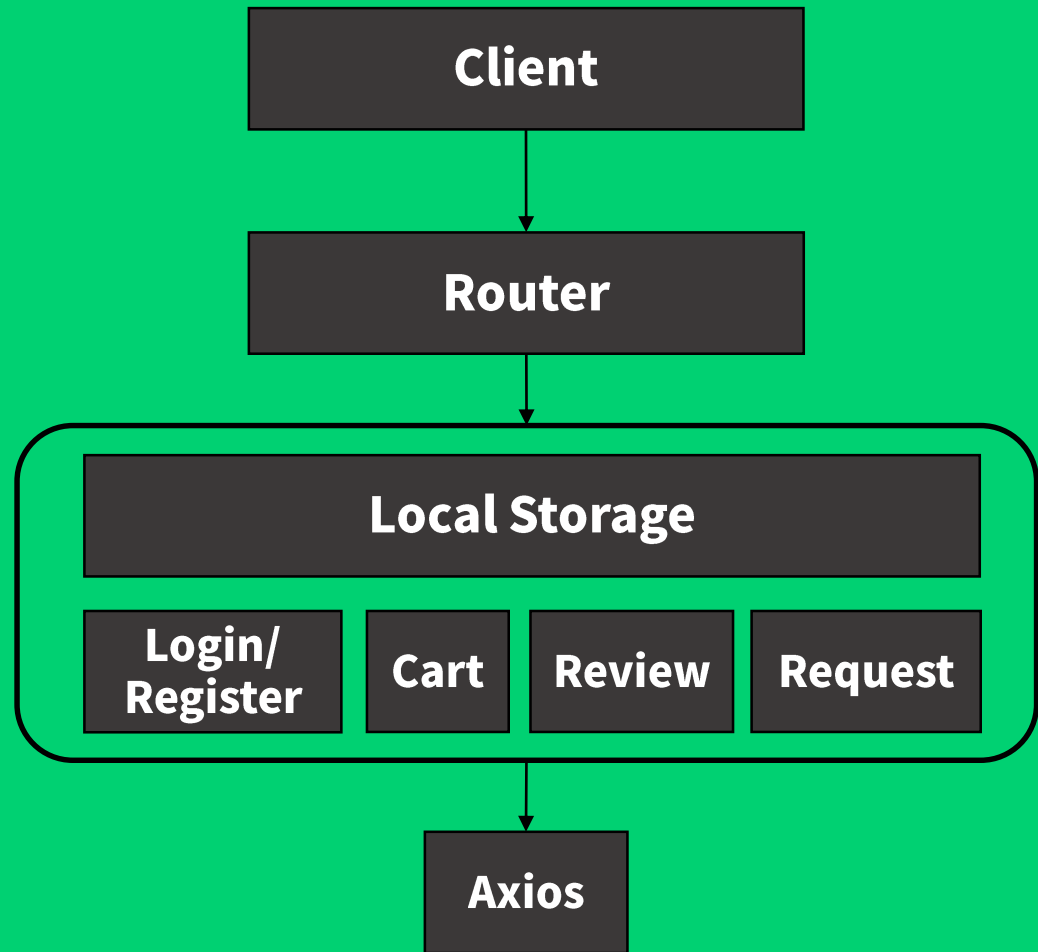 Client
Router
Local Storage
Login/
Register
Cart
Review
Request
Axios